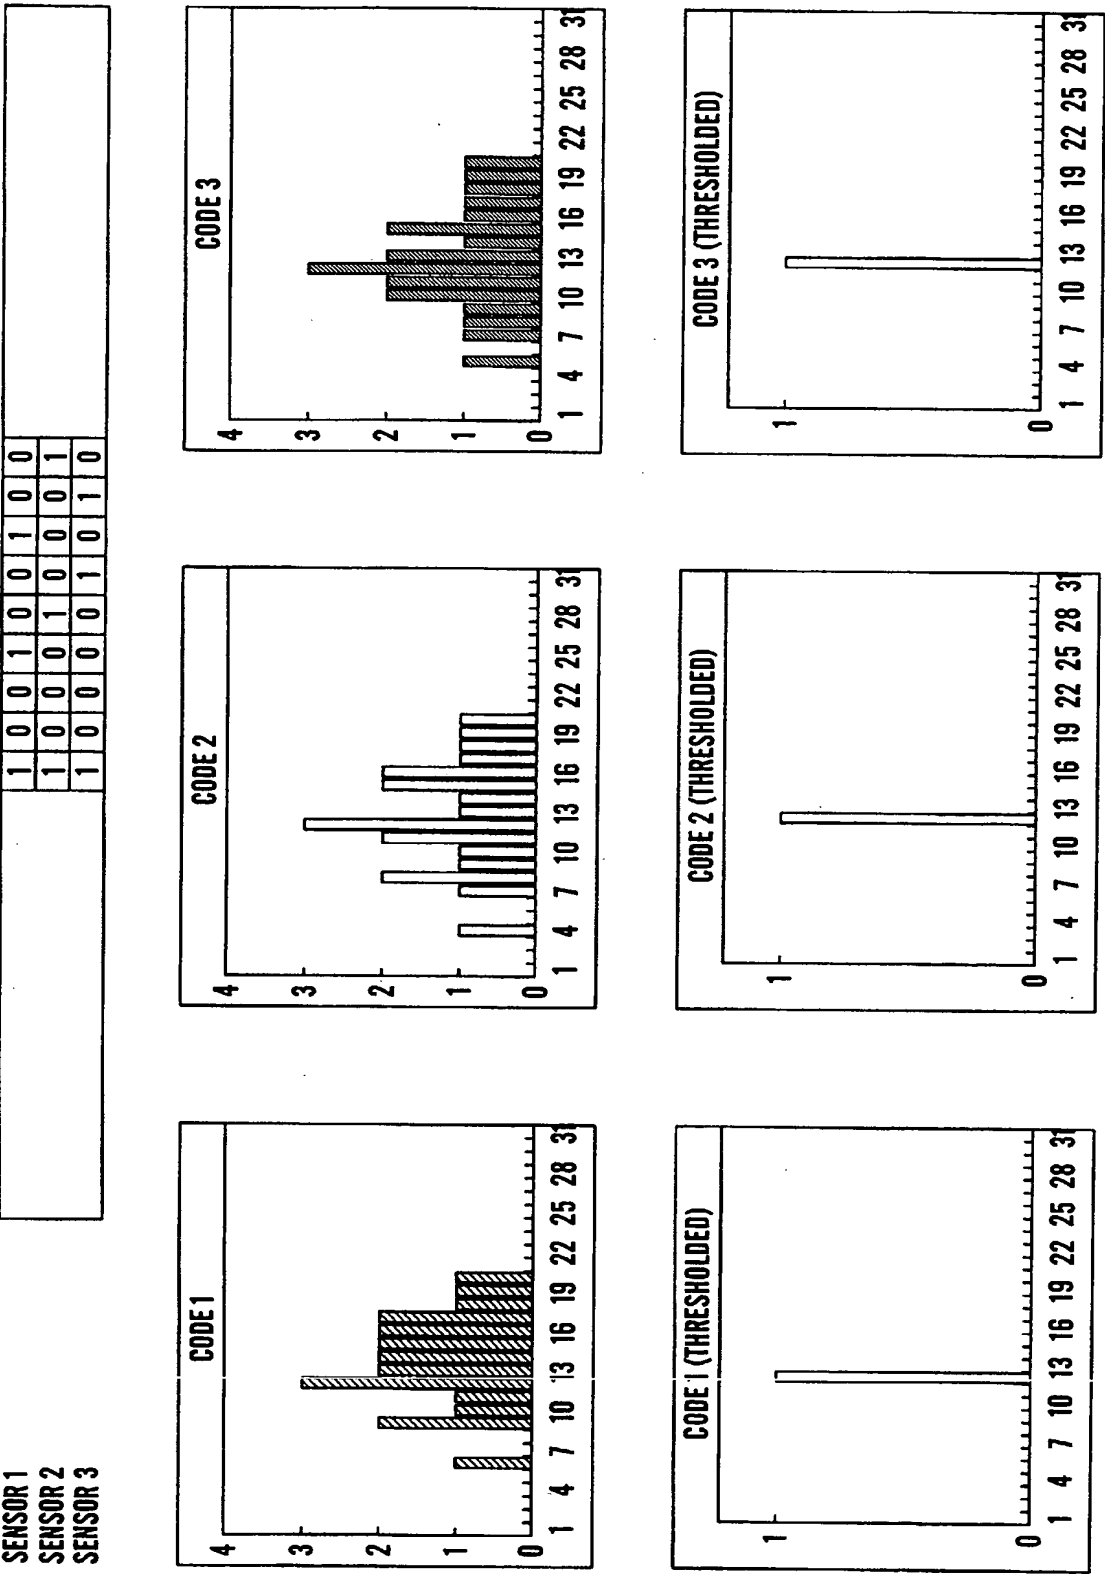 SENSOR 1 1 0 0 1 0 0 1 0 0
SENSOR 2 1 0 0 0 1 0 0 0 1
SENSOR 3 1 0 0 0 0 1 0 1 0
CODE 1
4
3
2
1
0
1 4 7 10 13 16 19 22 25 28 31
CODE 2
4
3
2
1
0
1 4 7 10 13 16 19 22 25 28 31
CODE 3
4
3
2
1
0
1 4 7 10 13 16 19 22 25 28 31
CODE 1 (THRESHOLDED)
1
0
1 4 7 10 13 16 19 22 25 28 31
CODE 2 (THRESHOLDED)
1
0
1 4 7 10 13 16 19 22 25 28 31
CODE 3 (THRESHOLDED)
1
0
1 4 7 10 13 16 19 22 25 28 31